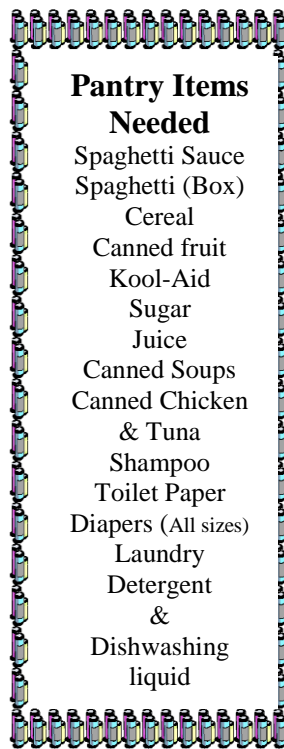 Pantry Items
Needed
Spaghetti Sauce
Spaghetti (Box)
Cereal
Canned fruit
Kool-Aid
Sugar
Juice
Canned Soups
Canned Chicken
& Tuna
Shampoo
Toilet Paper
Diapers (All sizes)
Laundry
Detergent
&
Dishwashing
liquid